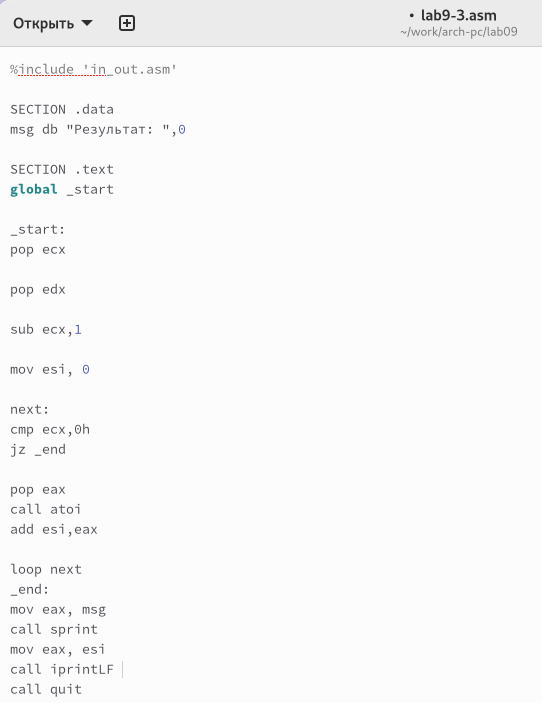 Открыть
• lab9-3.asm
~/work/arch-pc/lab09
%include 'in_out.asm'
SECTION .data
msg db "Результат: ",0
SECTION .text
global _start
_start:
pop ecx
pop edx
sub ecx,1
mov esi, 0
next:
cmp ecx,0h
jz _end
pop eax
call atoi
add esi,eax
loop next
_end:
mov eax, msg
call sprint
mov eax, esi
call iprintLF
call quit